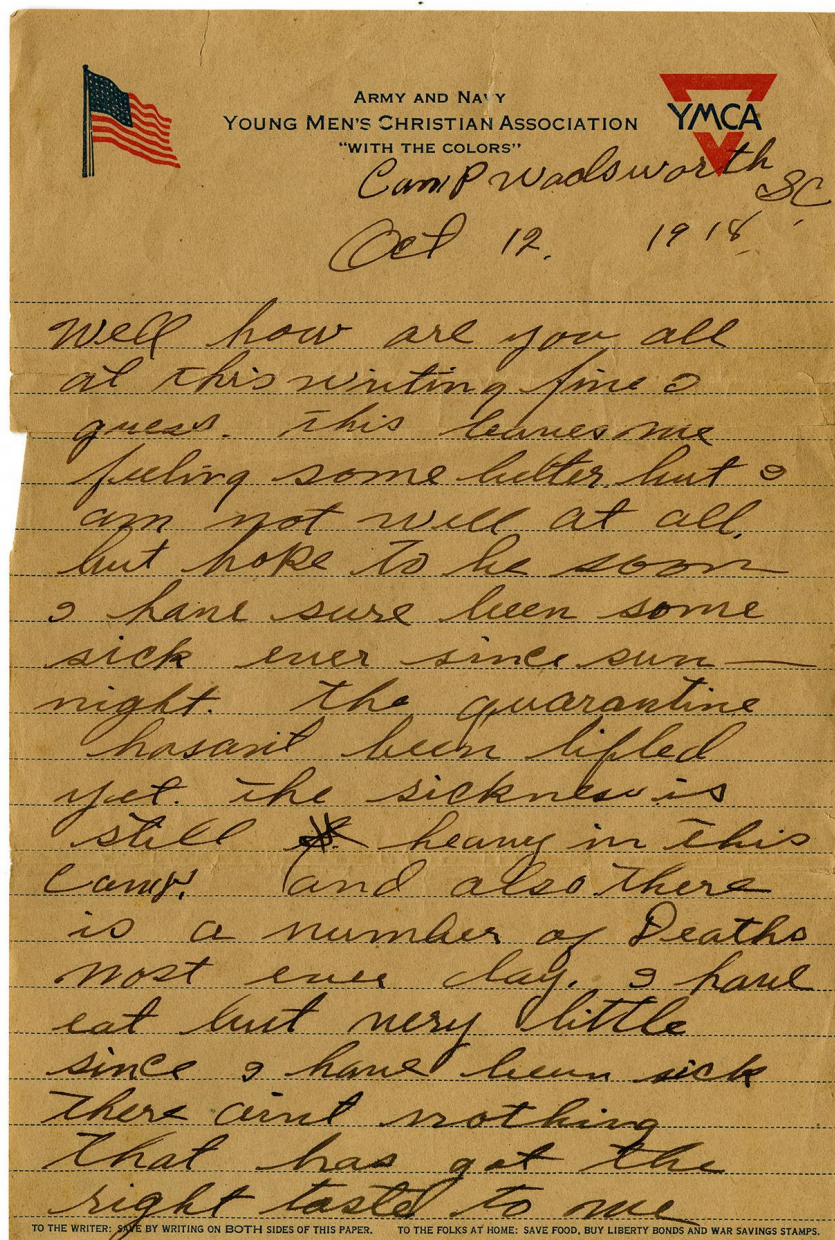 ARMY AND NAVY
YOUNG MEN'S CHRISTIAN ASSOCIATION
"WITH THE COLORS"
YMCA
Camp Wadsworth SC
Oct 12. 1918
Well how are you all
at this writing fine I
guess. This leaves me
feeling some better but I
am not well at all,
but hope to be soon
I have sure been some
sick ever since sun—
night. The quarantine
hasant been lifted
yet. The sickness is
still heavy in this
Camp. and also there
is a number of Deaths
most ever day. I have
eat but very little
since I have been sick
there aint nothing
that has got the
right taste to me
TO THE WRITER: SAVE BY WRITING ON BOTH SIDES OF THIS PAPER. TO THE FOLKS AT HOME: SAVE FOOD, BUY LIBERTY BONDS AND WAR SAVINGS STAMPS.